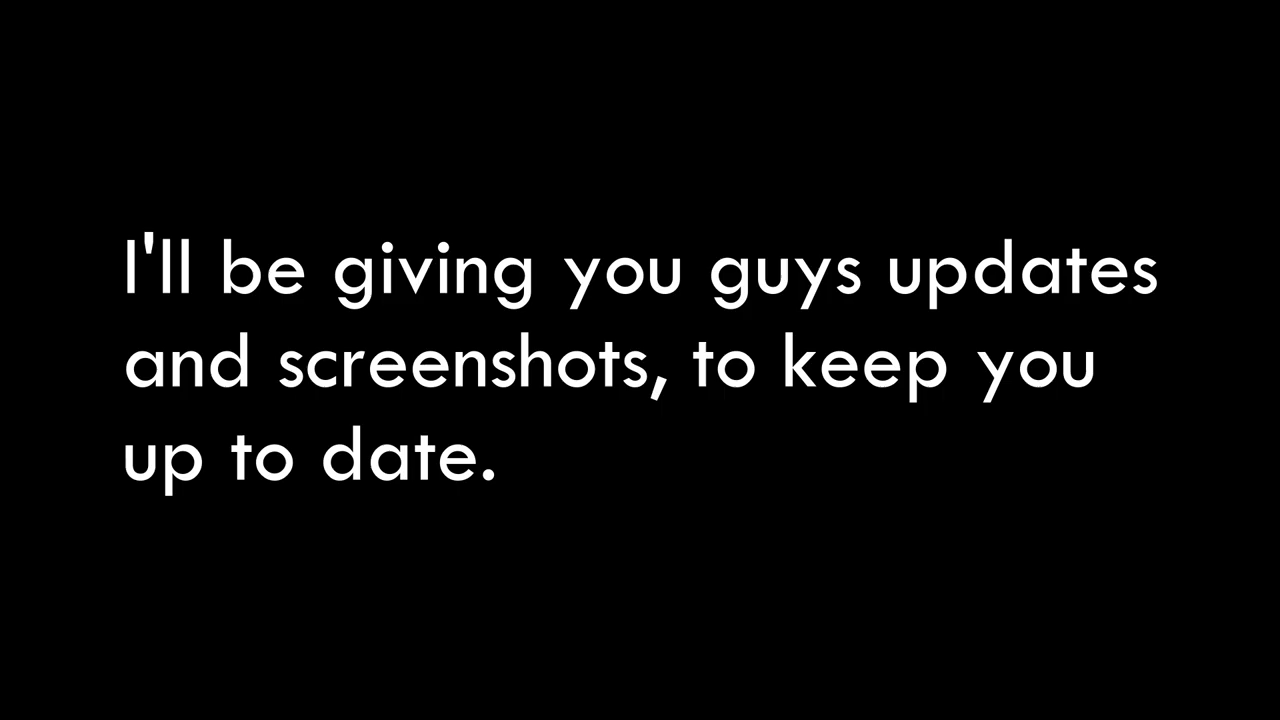 I'll be giving you guys updates
and screenshots, to keep you
up to date.